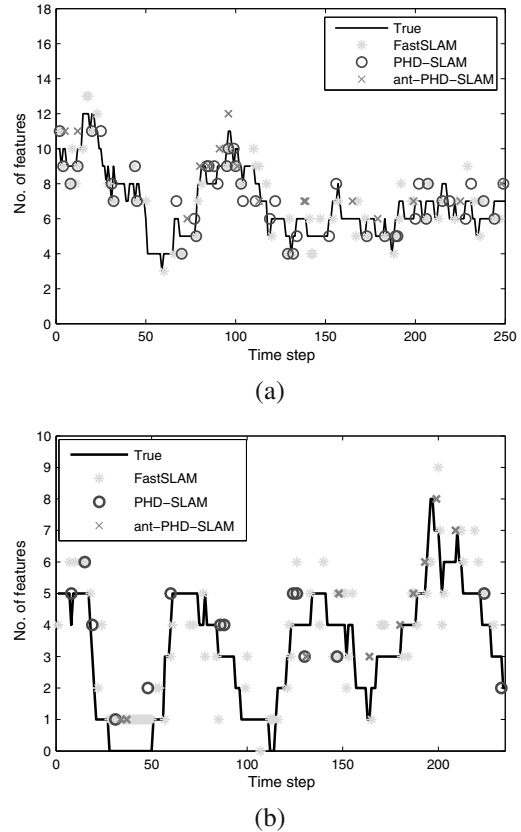 18
16
14
12
10
8
6
4
2
0
No. of features
True
FastSLAM
PHD-SLAM
ant-PHD-SLAM
0 50 100 150 200 250
Time step
(a)
10
9
8
7
6
5
4
3
2
1
0
No. of features
True
FastSLAM
PHD-SLAM
ant-PHD-SLAM
0 50 100 150 200
Time step
(b)